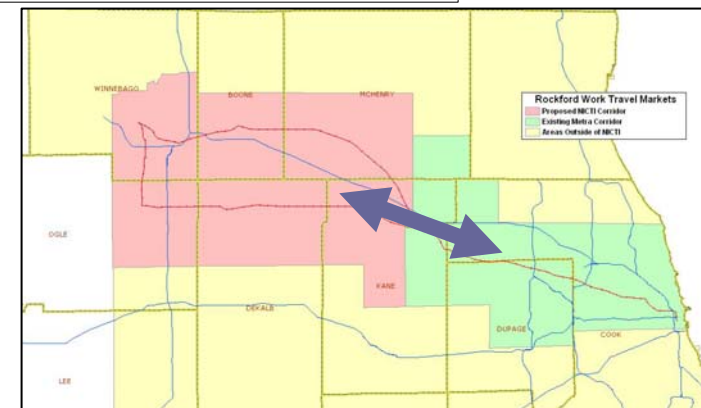 WINNEBAGO
BOONE
MCHENRY
Rockford Work Travel Markets
Proposed NICTI Corridor
Existing Metra Corridor
Areas Outside of NICTI
OGLE
KANE
DEKALB
DUPAGE
COOK
LEE